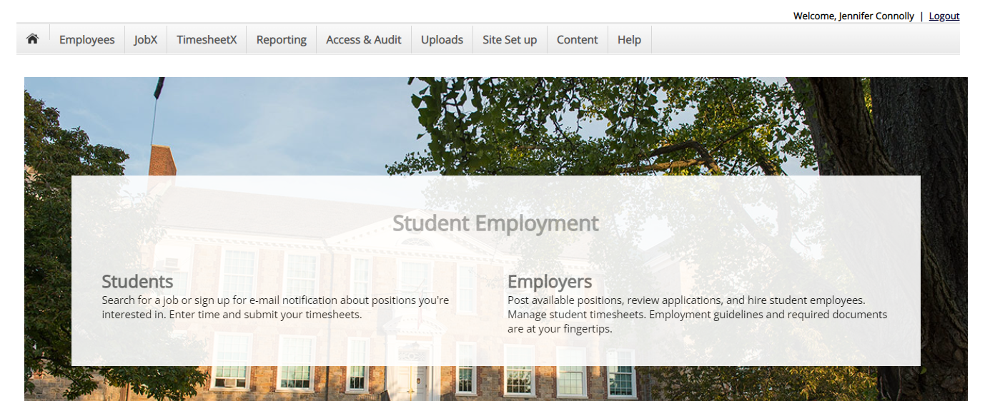 Welcome, Jennifer Connolly | Logout
Employees JobX TimesheetX Reporting Access & Audit Uploads Site Set up Content Help
Student Employment
Students
Search for a job or sign up for e-mail notification about positions you're
interested in. Enter time and submit your timesheets.
Employers
Post available positions, review applications, and hire student employees.
Manage student timesheets. Employment guidelines and required documents
are at your fingertips.